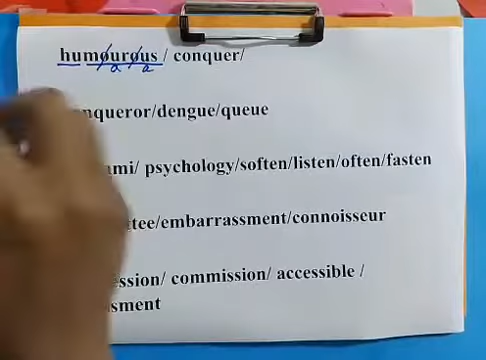 humourous / conquer/
a a
nqueror/dengue/queue
mi/ psychology/soften/listen/often/fasten
tee/embarrassment/connoisseur
ession/ commission/ accessible /
sment